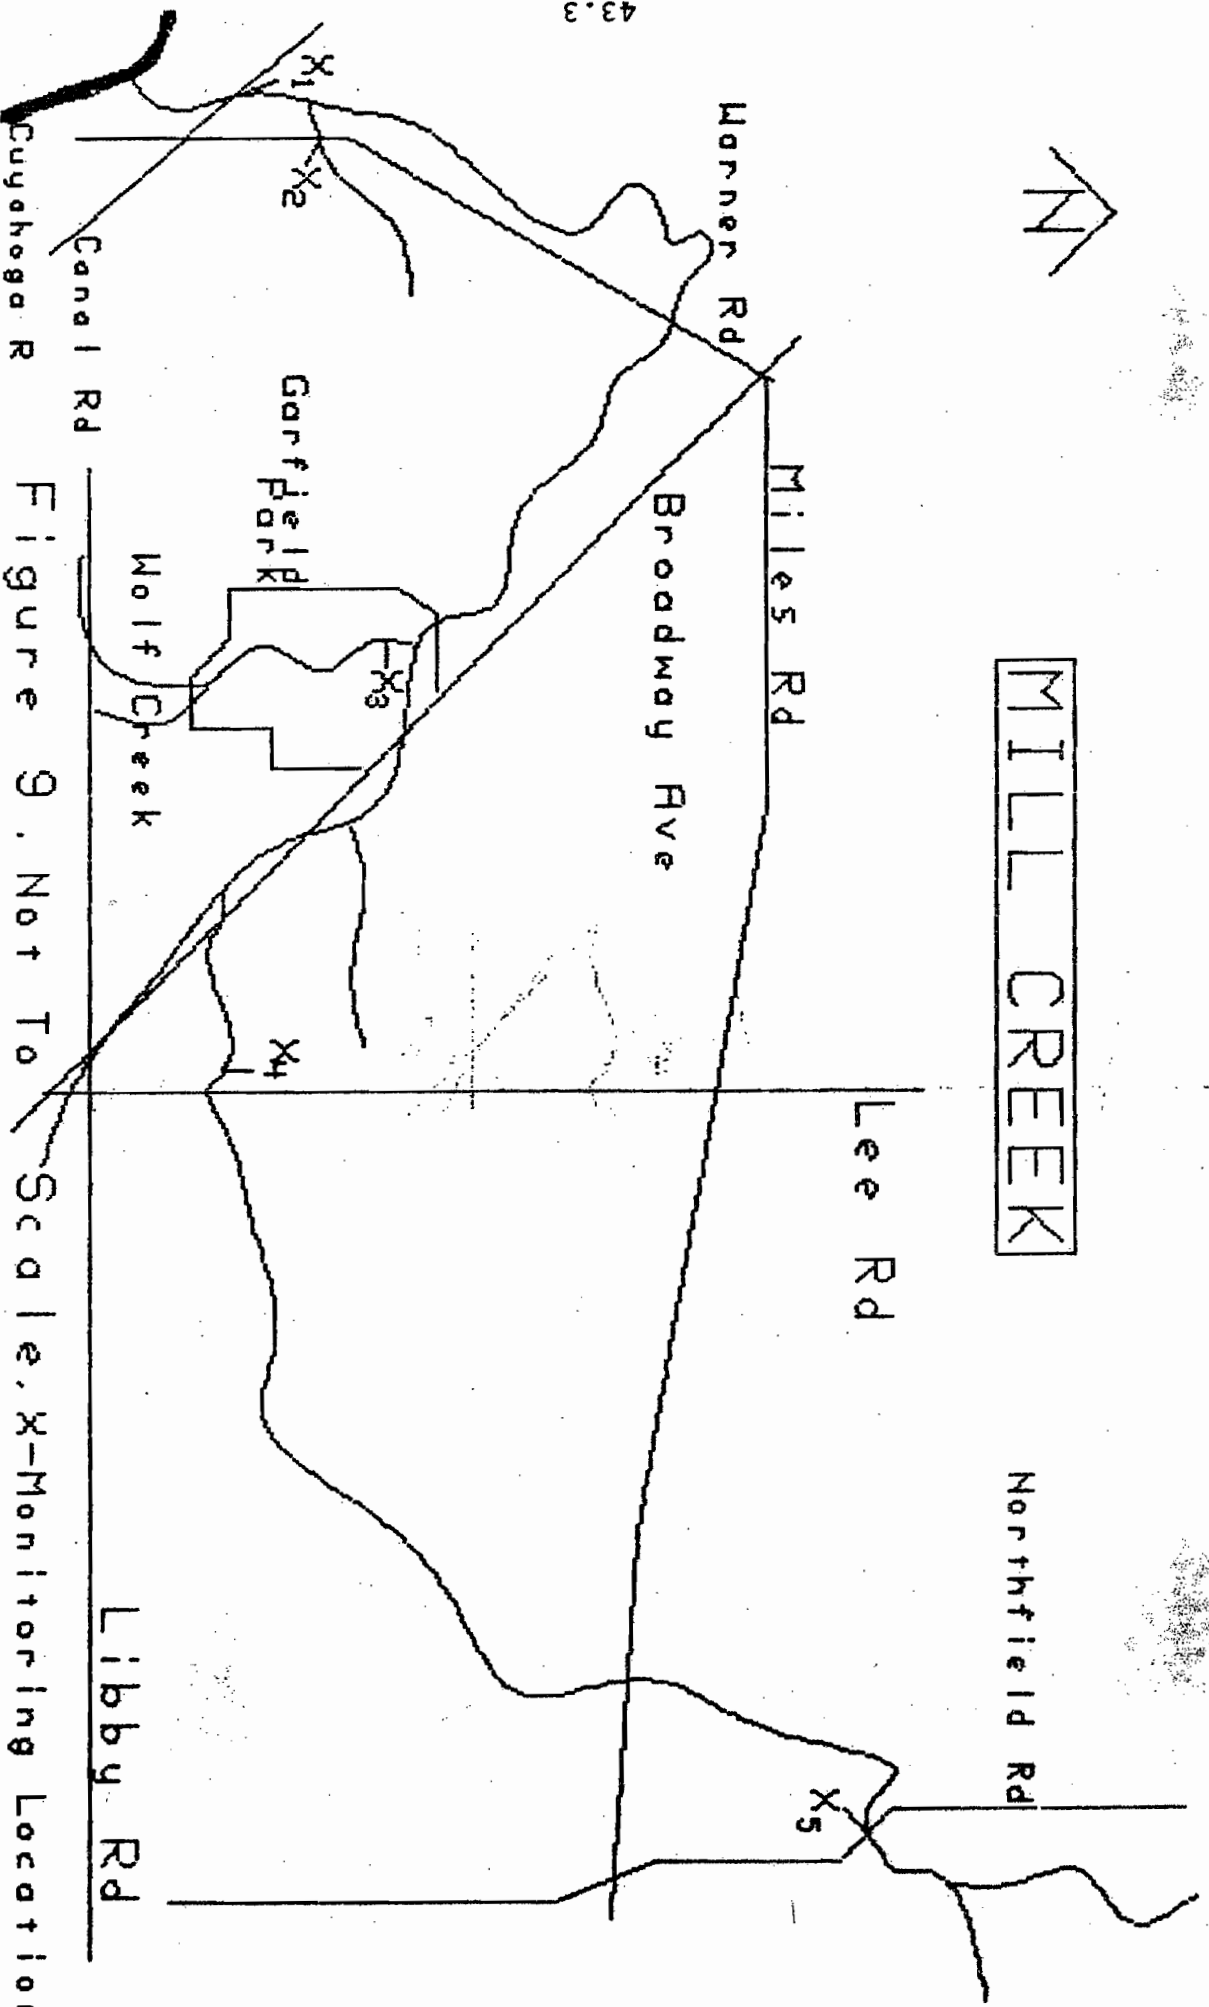 MILL CREEK
N
Northfield Rd
Lee Rd
Miles Rd
Warner Rd
Broadway Ave
X5
Garfield
Park
X1
X2
X3
X4
Wolf Creek
Libby Rd
Canal Rd
Cuyahoga R
Figure 9. Not To Scale, X-Monitoring Location
43.3